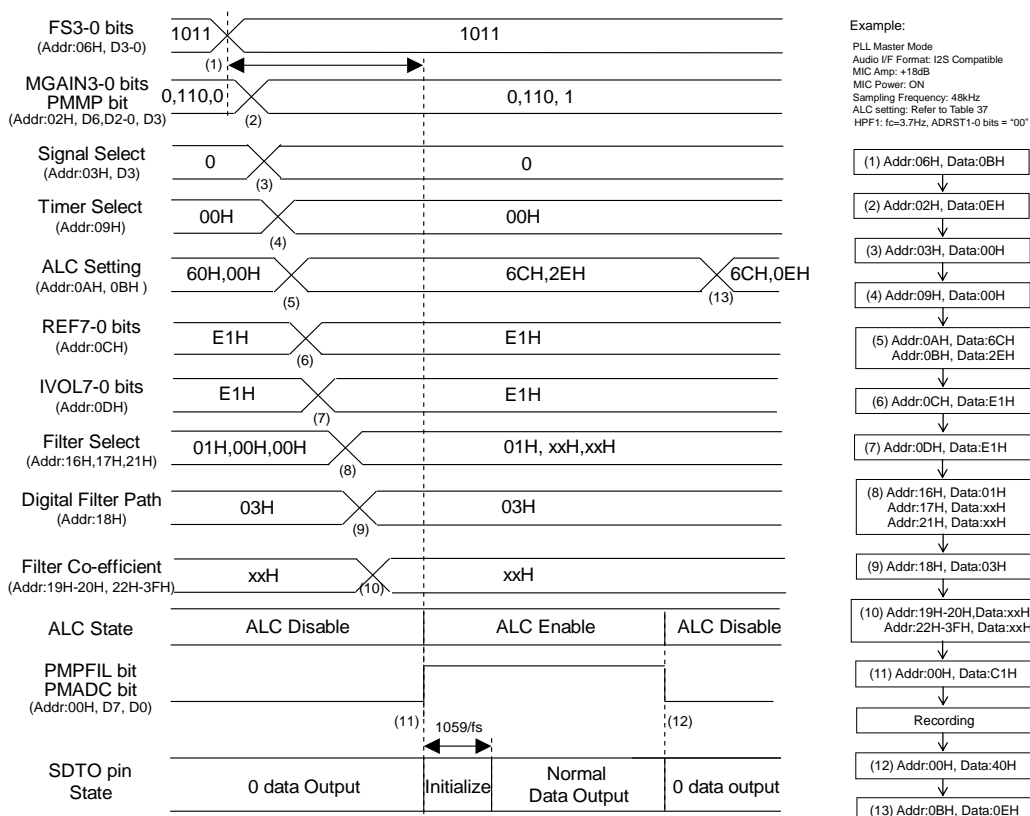 FS3-0 bits
(Addr:06H, D3-0)
1011
1011
(1)
MGAIN3-0 bits
PMMP bit
(Addr:02H, D6,D2-0, D3)
0,110,0
0,110, 1
(2)
Signal Select
(Addr:03H, D3)
0
0
(3)
Timer Select
(Addr:09H)
00H
00H
(4)
ALC Setting
(Addr:0AH, 0BH )
60H,00H
6CH,2EH
6CH,0EH
(5)
(13)
REF7-0 bits
(Addr:0CH)
E1H
E1H
(6)
IVOL7-0 bits
(Addr:0DH)
E1H
E1H
(7)
Filter Select
(Addr:16H,17H,21H)
01H,00H,00H
01H, xxH,xxH
(8)
Digital Filter Path
(Addr:18H)
03H
03H
(9)
Filter Co-efficient
(Addr:19H-20H, 22H-3FH)
xxH
xxH
(10)
ALC State
ALC Disable
ALC Enable
ALC Disable
PMPFIL bit
PMADC bit
(Addr:00H, D7, D0)
(11)
1059/fs
(12)
SDTO pin
State
0 data Output
Initialize
Normal
Data Output
0 data output
Example:
PLL Master Mode
Audio I/F Format: I2S Compatible
MIC Amp: +18dB
MIC Power: ON
Sampling Frequency: 48kHz
ALC setting: Refer to Table 37
HPF1: fc=3.7Hz, ADRST1-0 bits = “00”
(1) Addr:06H, Data:0BH
(2) Addr:02H, Data:0EH
(3) Addr:03H, Data:00H
(4) Addr:09H, Data:00H
(5) Addr:0AH, Data:6CH
Addr:0BH, Data:2EH
(6) Addr:0CH, Data:E1H
(7) Addr:0DH, Data:E1H
(8) Addr:16H, Data:01H
Addr:17H, Data:xxH
Addr:21H, Data:xxH
(9) Addr:18H, Data:03H
(10) Addr:19H-20H,Data:xxH
Addr:22H-3FH, Data:xxH
(11) Addr:00H, Data:C1H
Recording
(12) Addr:00H, Data:40H
(13) Addr:0BH, Data:0EH